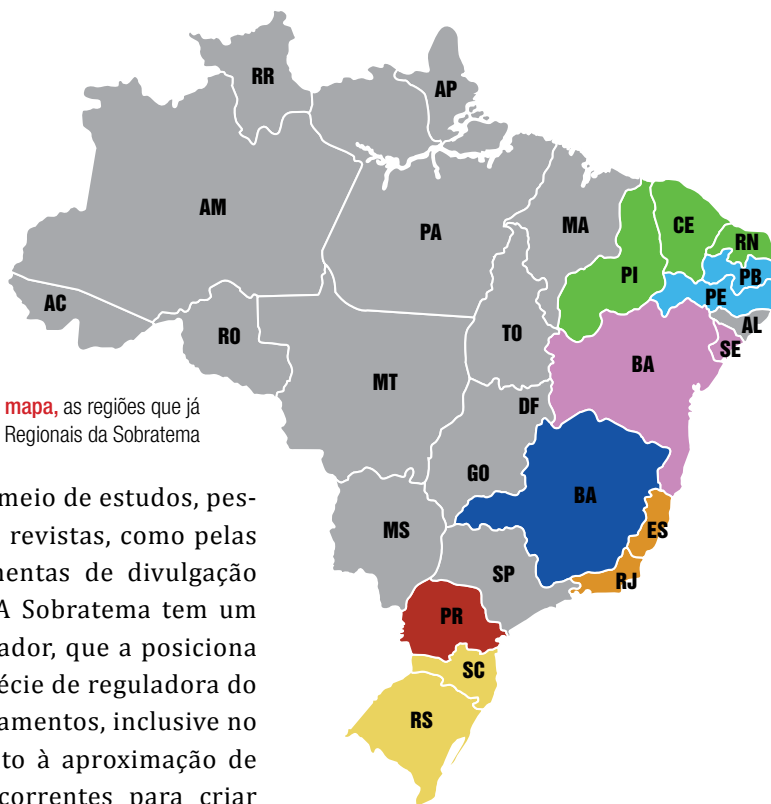 RR
AP
AM
PA
MA
CE
RN
PI
PB
PE
AC
AL
RO
TO
SE
BA
MT
DF
mapa, as regiões que já
Regionais da Sobratema
GO
BA
MS
ES
SP
RJ
PR
SC
RS
meio de estudos, pes-
revistas, como pelas
mentas de divulgação
A Sobratema tem um
ador, que a posiciona
écie de reguladora do
amentos, inclusive no
to à aproximação de
correntes para criar